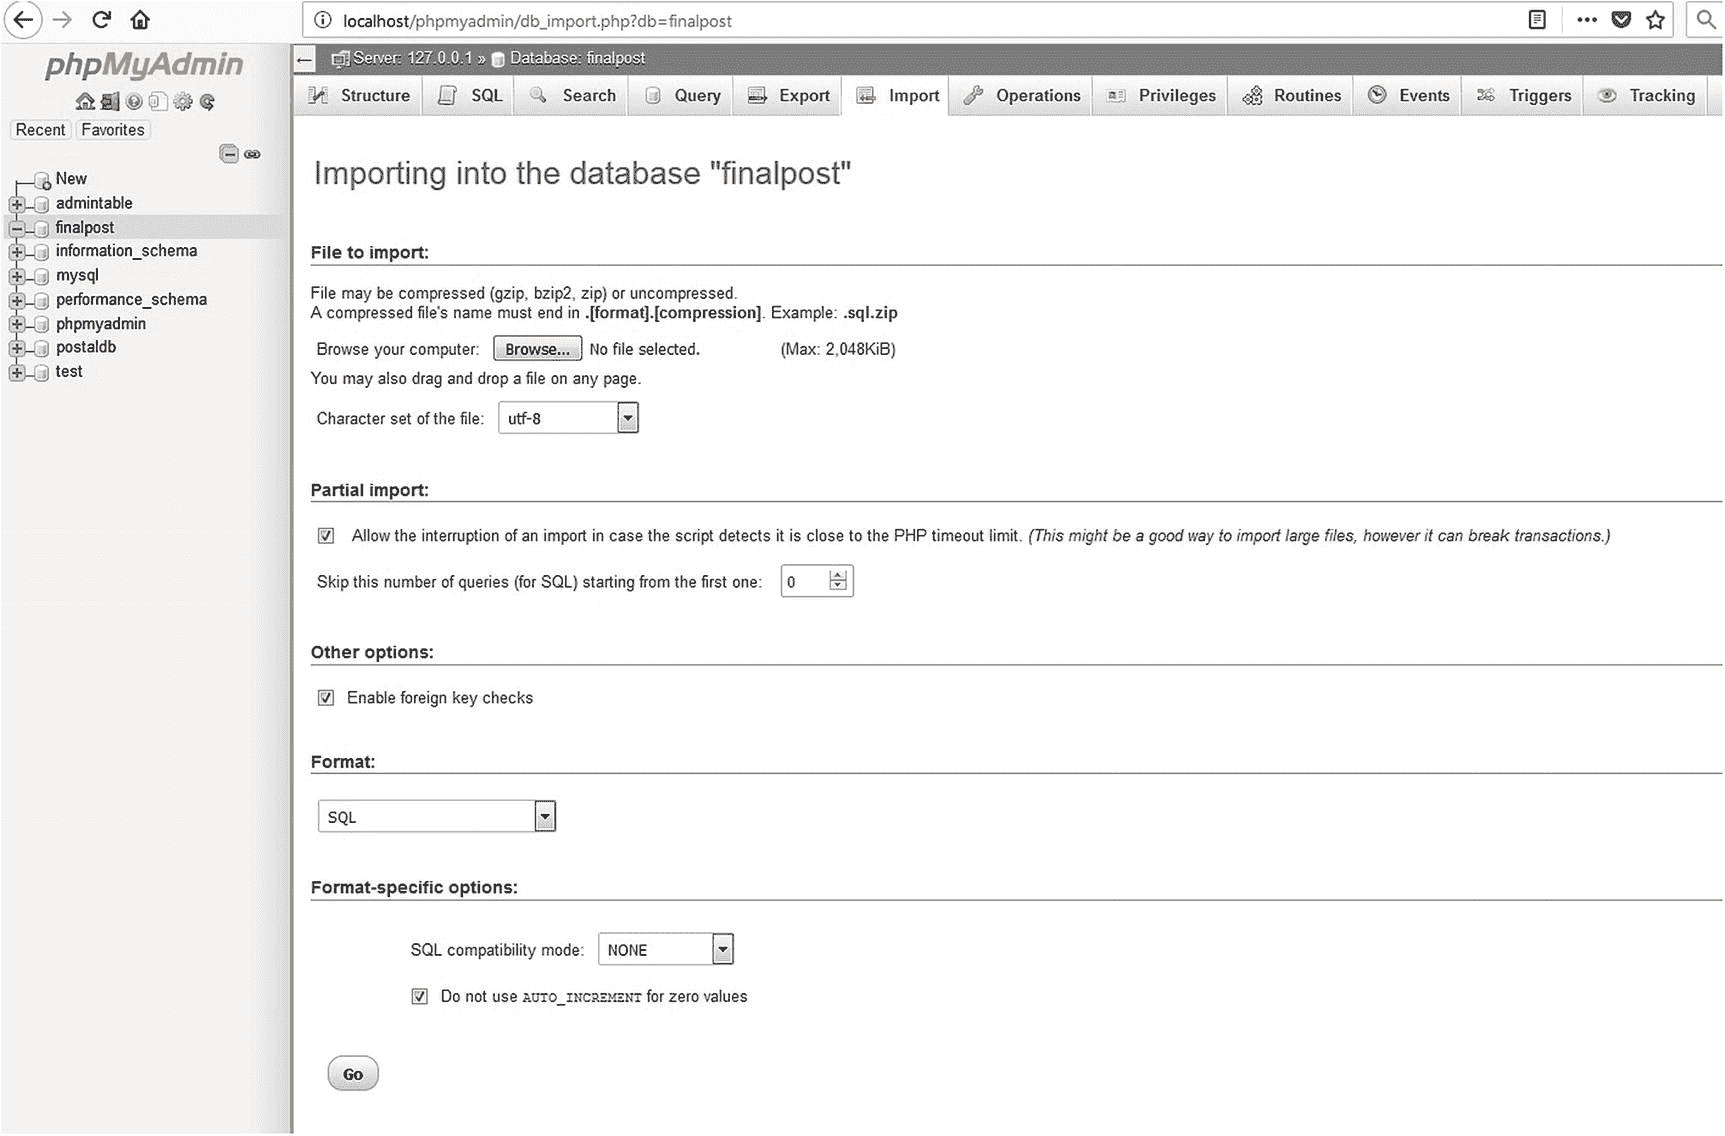 localhost/phpmyadmin/db_import.php?db=finalpost
phpMyAdmin
Server: 127.0.0.1 » Database: finalpost
Structure SQL Search Query Export Import Operations Privileges Routines Events Triggers Tracking
Recent Favorites
New
admintable
finalpost
information_schema
mysql
performance_schema
phpmyadmin
postaldb
test
Importing into the database "finalpost"
File to import:
File may be compressed (gzip, bzip2, zip) or uncompressed.
A compressed file's name must end in .[format].[compression]. Example: .sql.zip
Browse your computer: Browse... No file selected. (Max: 2,048KiB)
You may also drag and drop a file on any page.
Character set of the file: utf-8
Partial import:
Allow the interruption of an import in case the script detects it is close to the PHP timeout limit. (This might be a good way to import large files, however it can break transactions.)
Skip this number of queries (for SQL) starting from the first one: 0
Other options:
Enable foreign key checks
Format:
SQL
Format-specific options:
SQL compatibility mode: NONE
Do not use AUTO_INCREMENT for zero values
Go